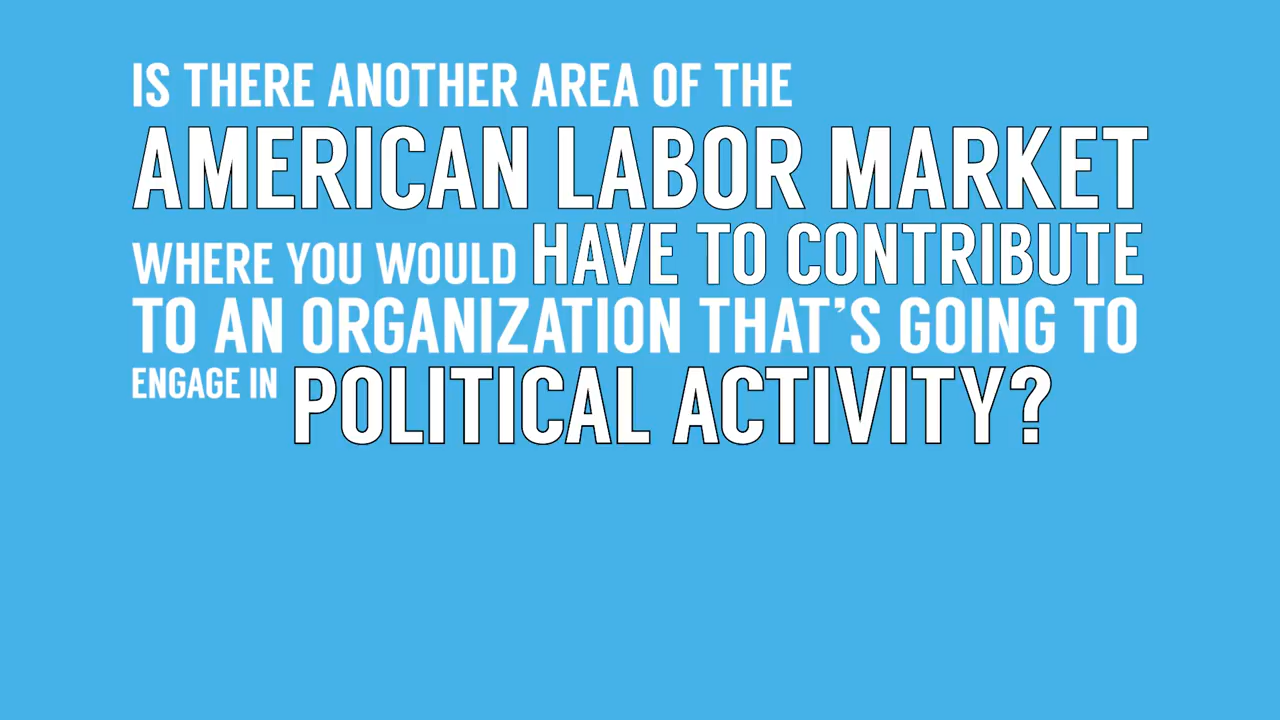 IS THERE ANOTHER AREA OF THE
AMERICAN LABOR MARKET
WHERE YOU WOULD HAVE TO CONTRIBUTE
TO AN ORGANIZATION THAT'S GOING TO
ENGAGE IN POLITICAL ACTIVITY?